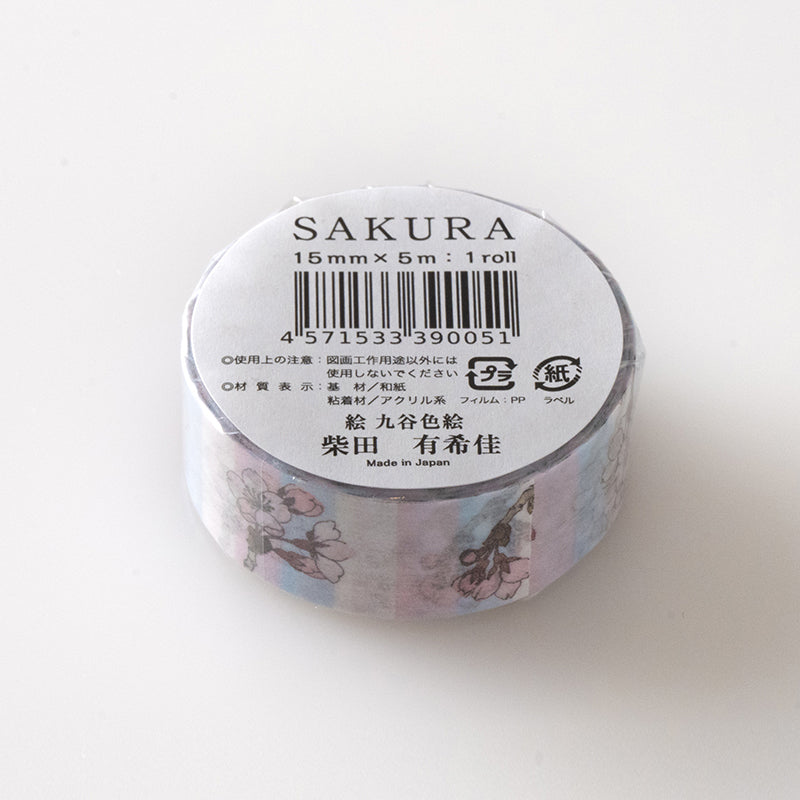 SAKURA
15mm×5m：1roll
4 571533 390051
◎使用上の注意：図画工作用途以外には
使用しないでください
◎材質表示：基 材／和紙
粘着材／アクリル系
プラ
フィルム：PP
紙
ラベル
絵 九谷色絵
柴田 有希佳
Made in Japan